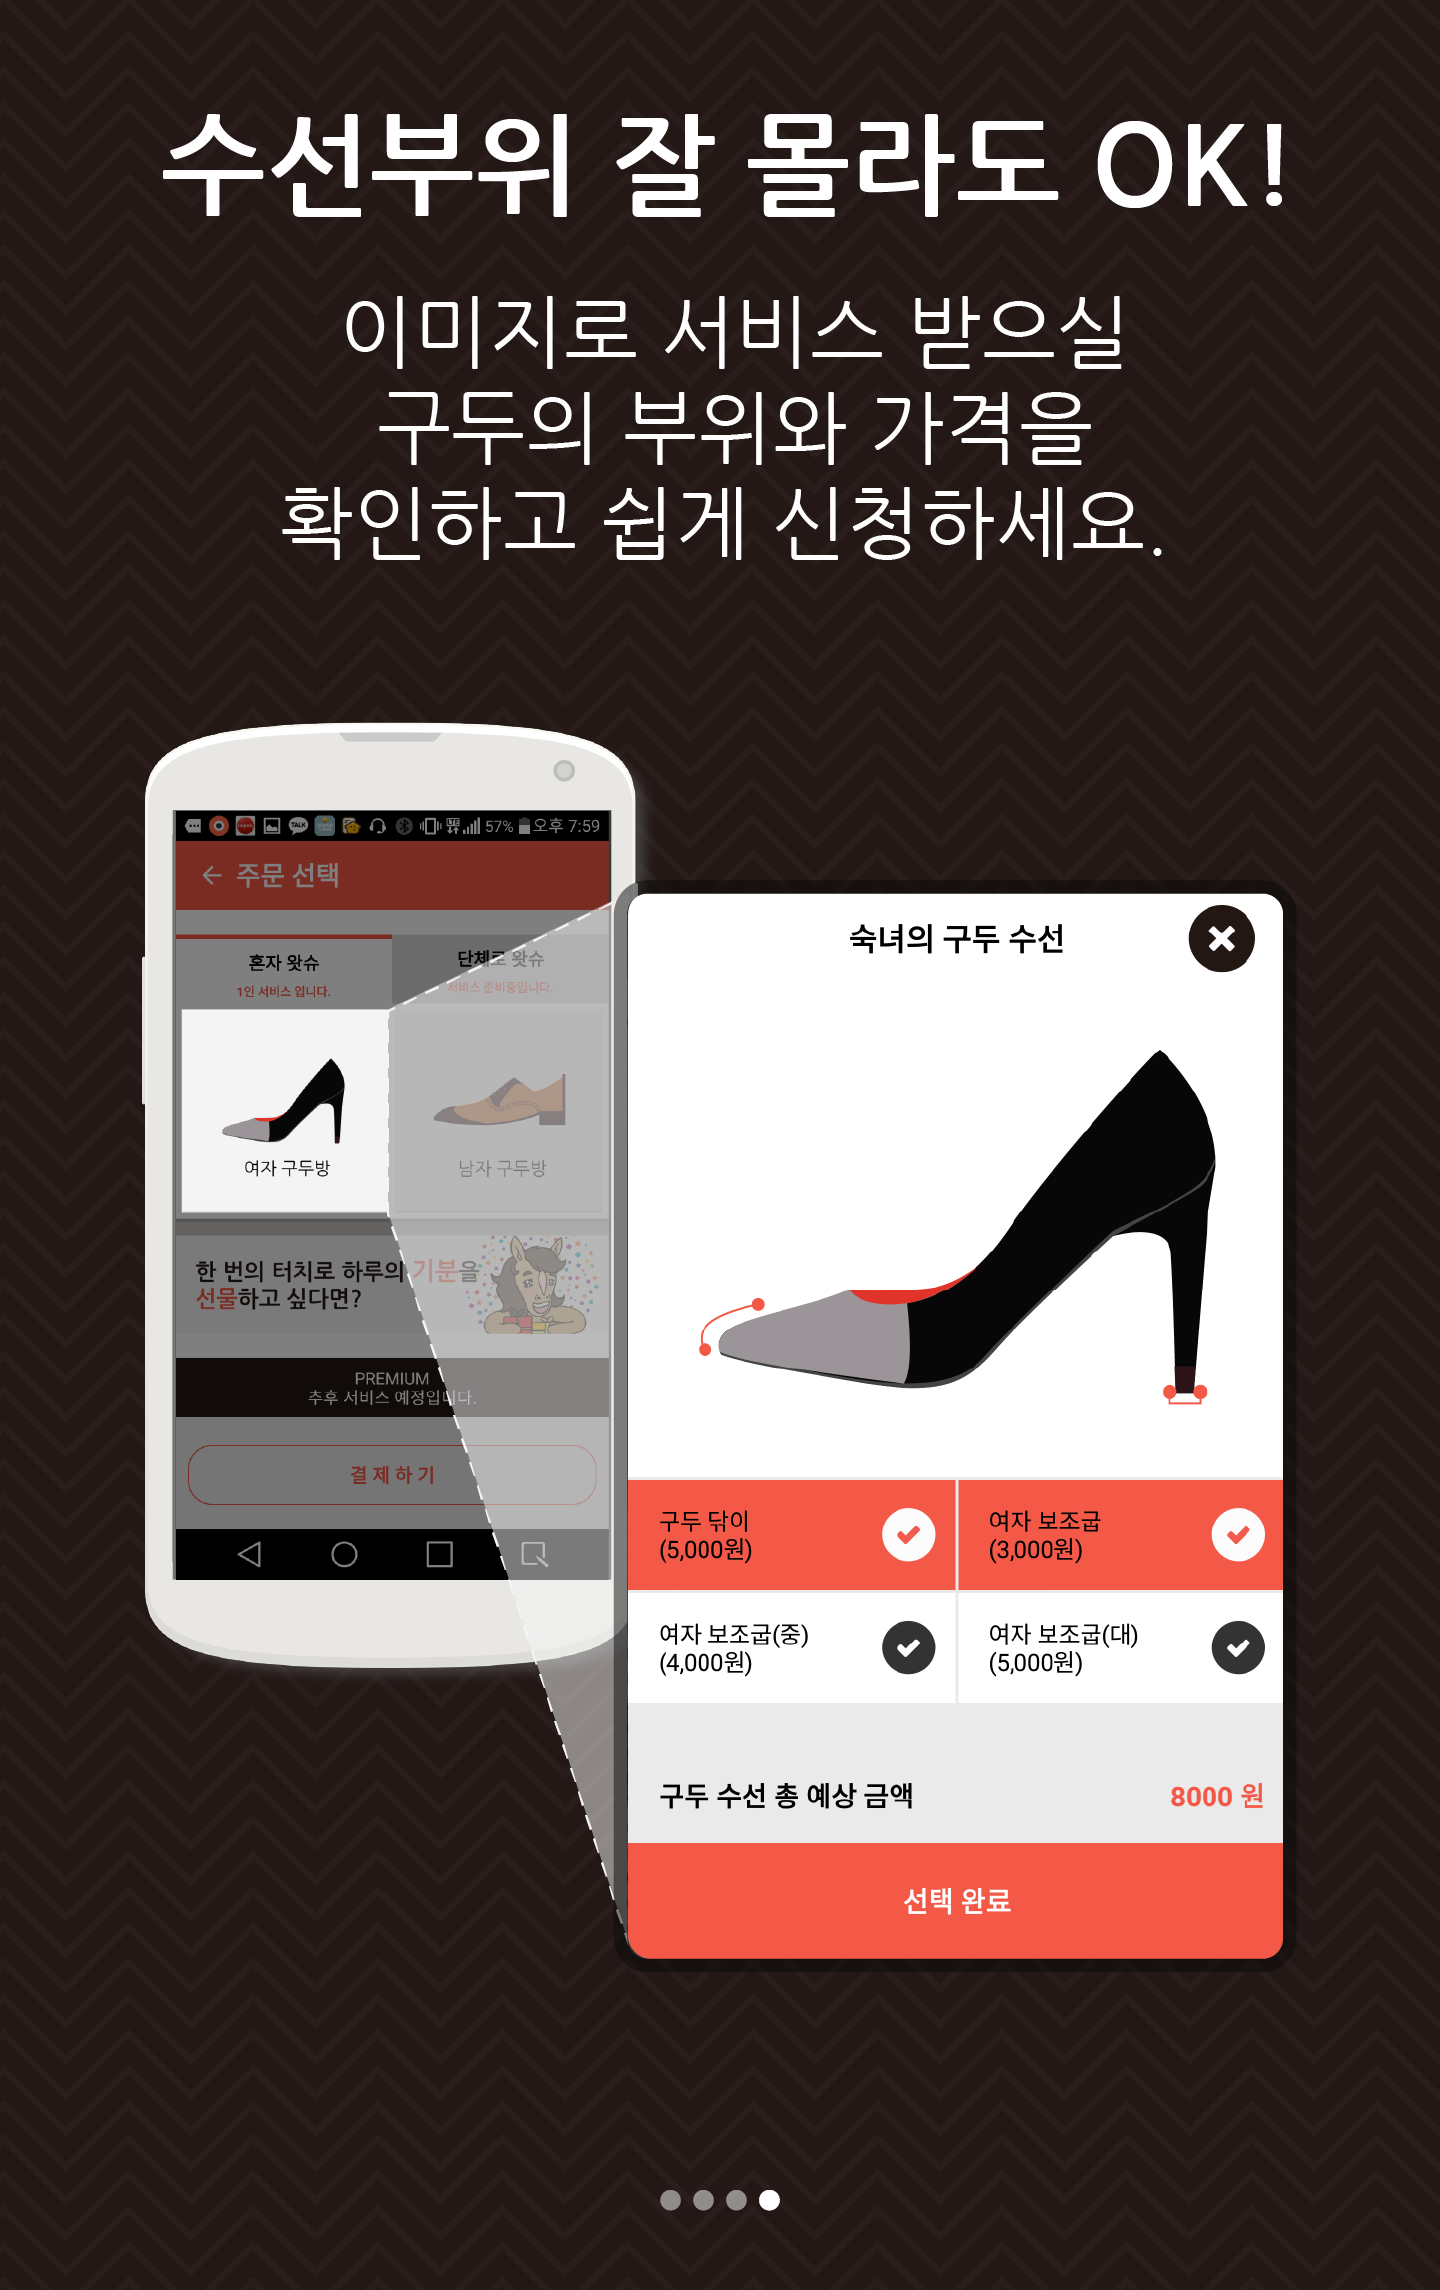 수선부위 잘 몰라도 OK!
이미지로 서비스 받으실
구두의 부위와 가격을
확인하고 쉽게 신청하세요.
TALK
LTE
57%
오후 7:59
주문 선택
혼자 왓슈
1인 서비스 입니다.
단체로 왓슈
서비스 준비중입니다.
여자 구두방
남자 구두방
한 번의 터치로 하루의 기분을
선물하고 싶다면?
PREMIUM
추후 서비스 예정입니다.
결제하기
숙녀의 구두 수선
구두 닦이
(5,000원)
여자 보조굽
(3,000원)
여자 보조굽(중)
(4,000원)
여자 보조굽(대)
(5,000원)
구두 수선 총 예상 금액
8000 원
선택 완료